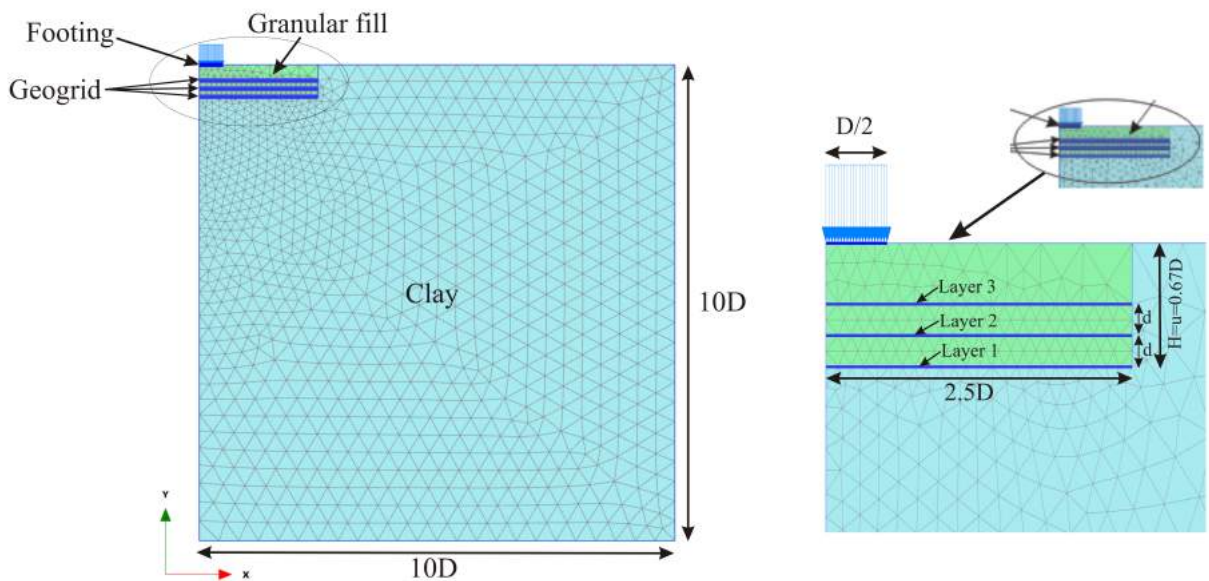 Footing
Granular fill
Geogrid
Clay
10D
10D
Y
X
D/2
Layer 3
Layer 2
Layer 1
d
d
H=u=0.67D
2.5D